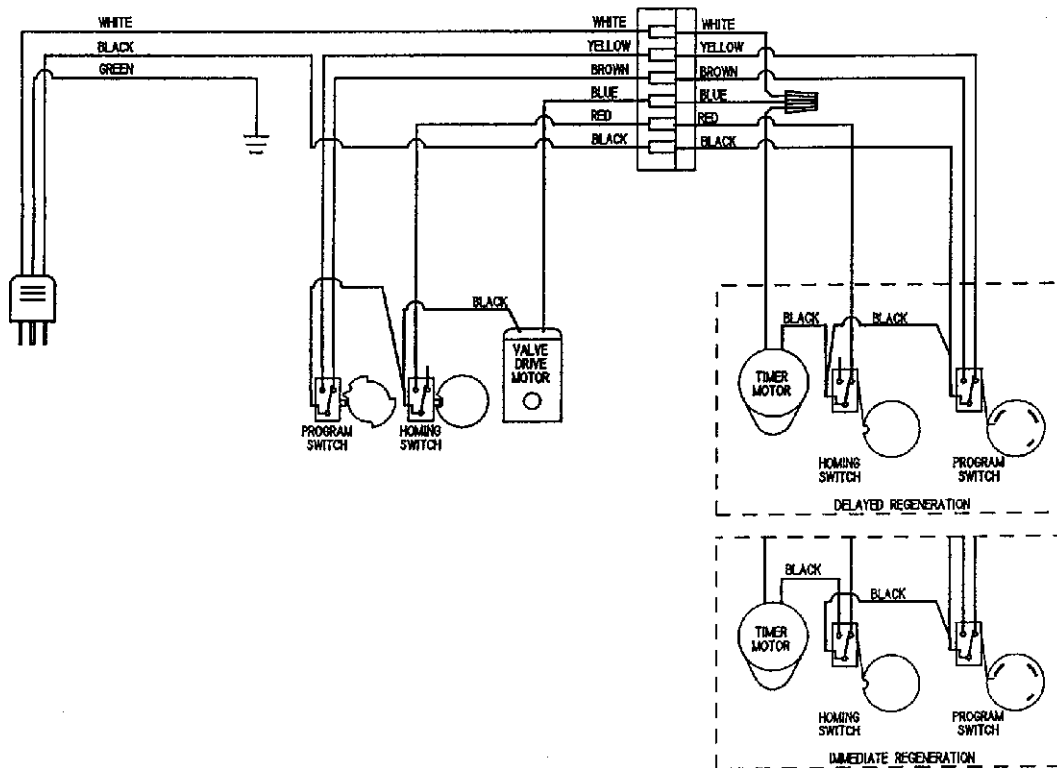 WHITE
BLACK
GREEN
WHITE
YELLOW
BROWN
BLUE
RED
BLACK
WHITE
YELLOW
BROWN
BLUE
RED
BLACK
BLACK
VALVE
DRIVE
MOTOR
PROGRAM
SWITCH
HOMING
SWITCH
BLACK
BLACK
TIMER
MOTOR
HOMING
SWITCH
PROGRAM
SWITCH
DELAYED REGENERATION
BLACK
BLACK
TIMER
MOTOR
HOMING
SWITCH
PROGRAM
SWITCH
IMMEDIATE REGENERATION